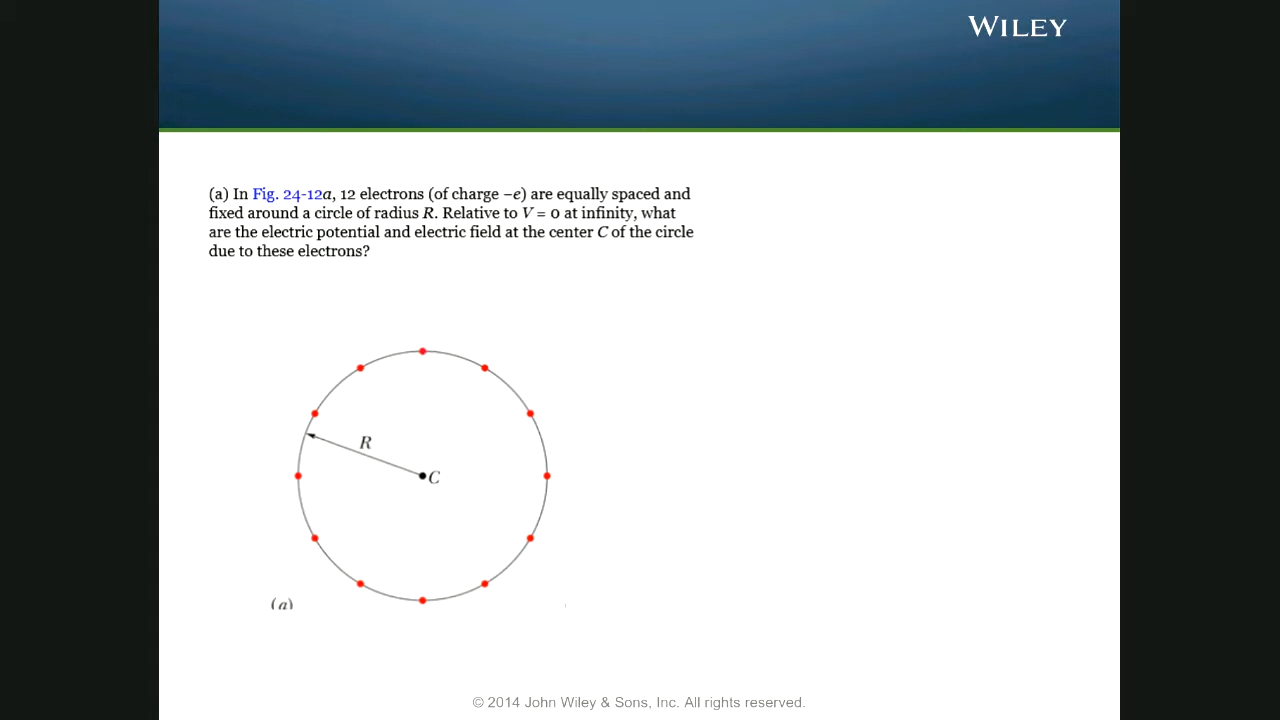 WILEY
(a) In Fig. 24-12a, 12 electrons (of charge −e) are equally spaced and
fixed around a circle of radius R. Relative to V = 0 at infinity, what
are the electric potential and electric field at the center C of the circle
due to these electrons?
R
C
(a)
© 2014 John Wiley & Sons, Inc. All rights reserved.